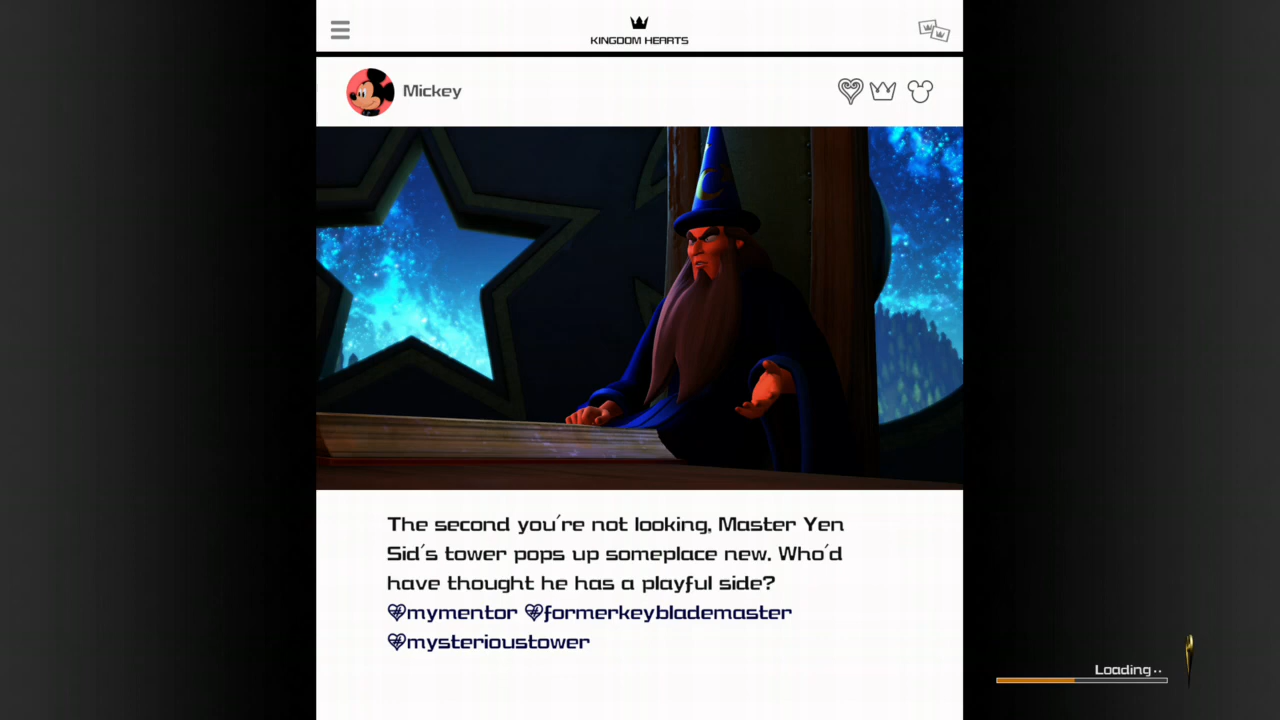 KINGDOM HEARTS
Mickey
The second you're not looking, Master Yen
Sid's tower pops up someplace new. Who'd
have thought he has a playful side?
#mymentor #formerkeyblademaster
#mysterioustower
Loading..